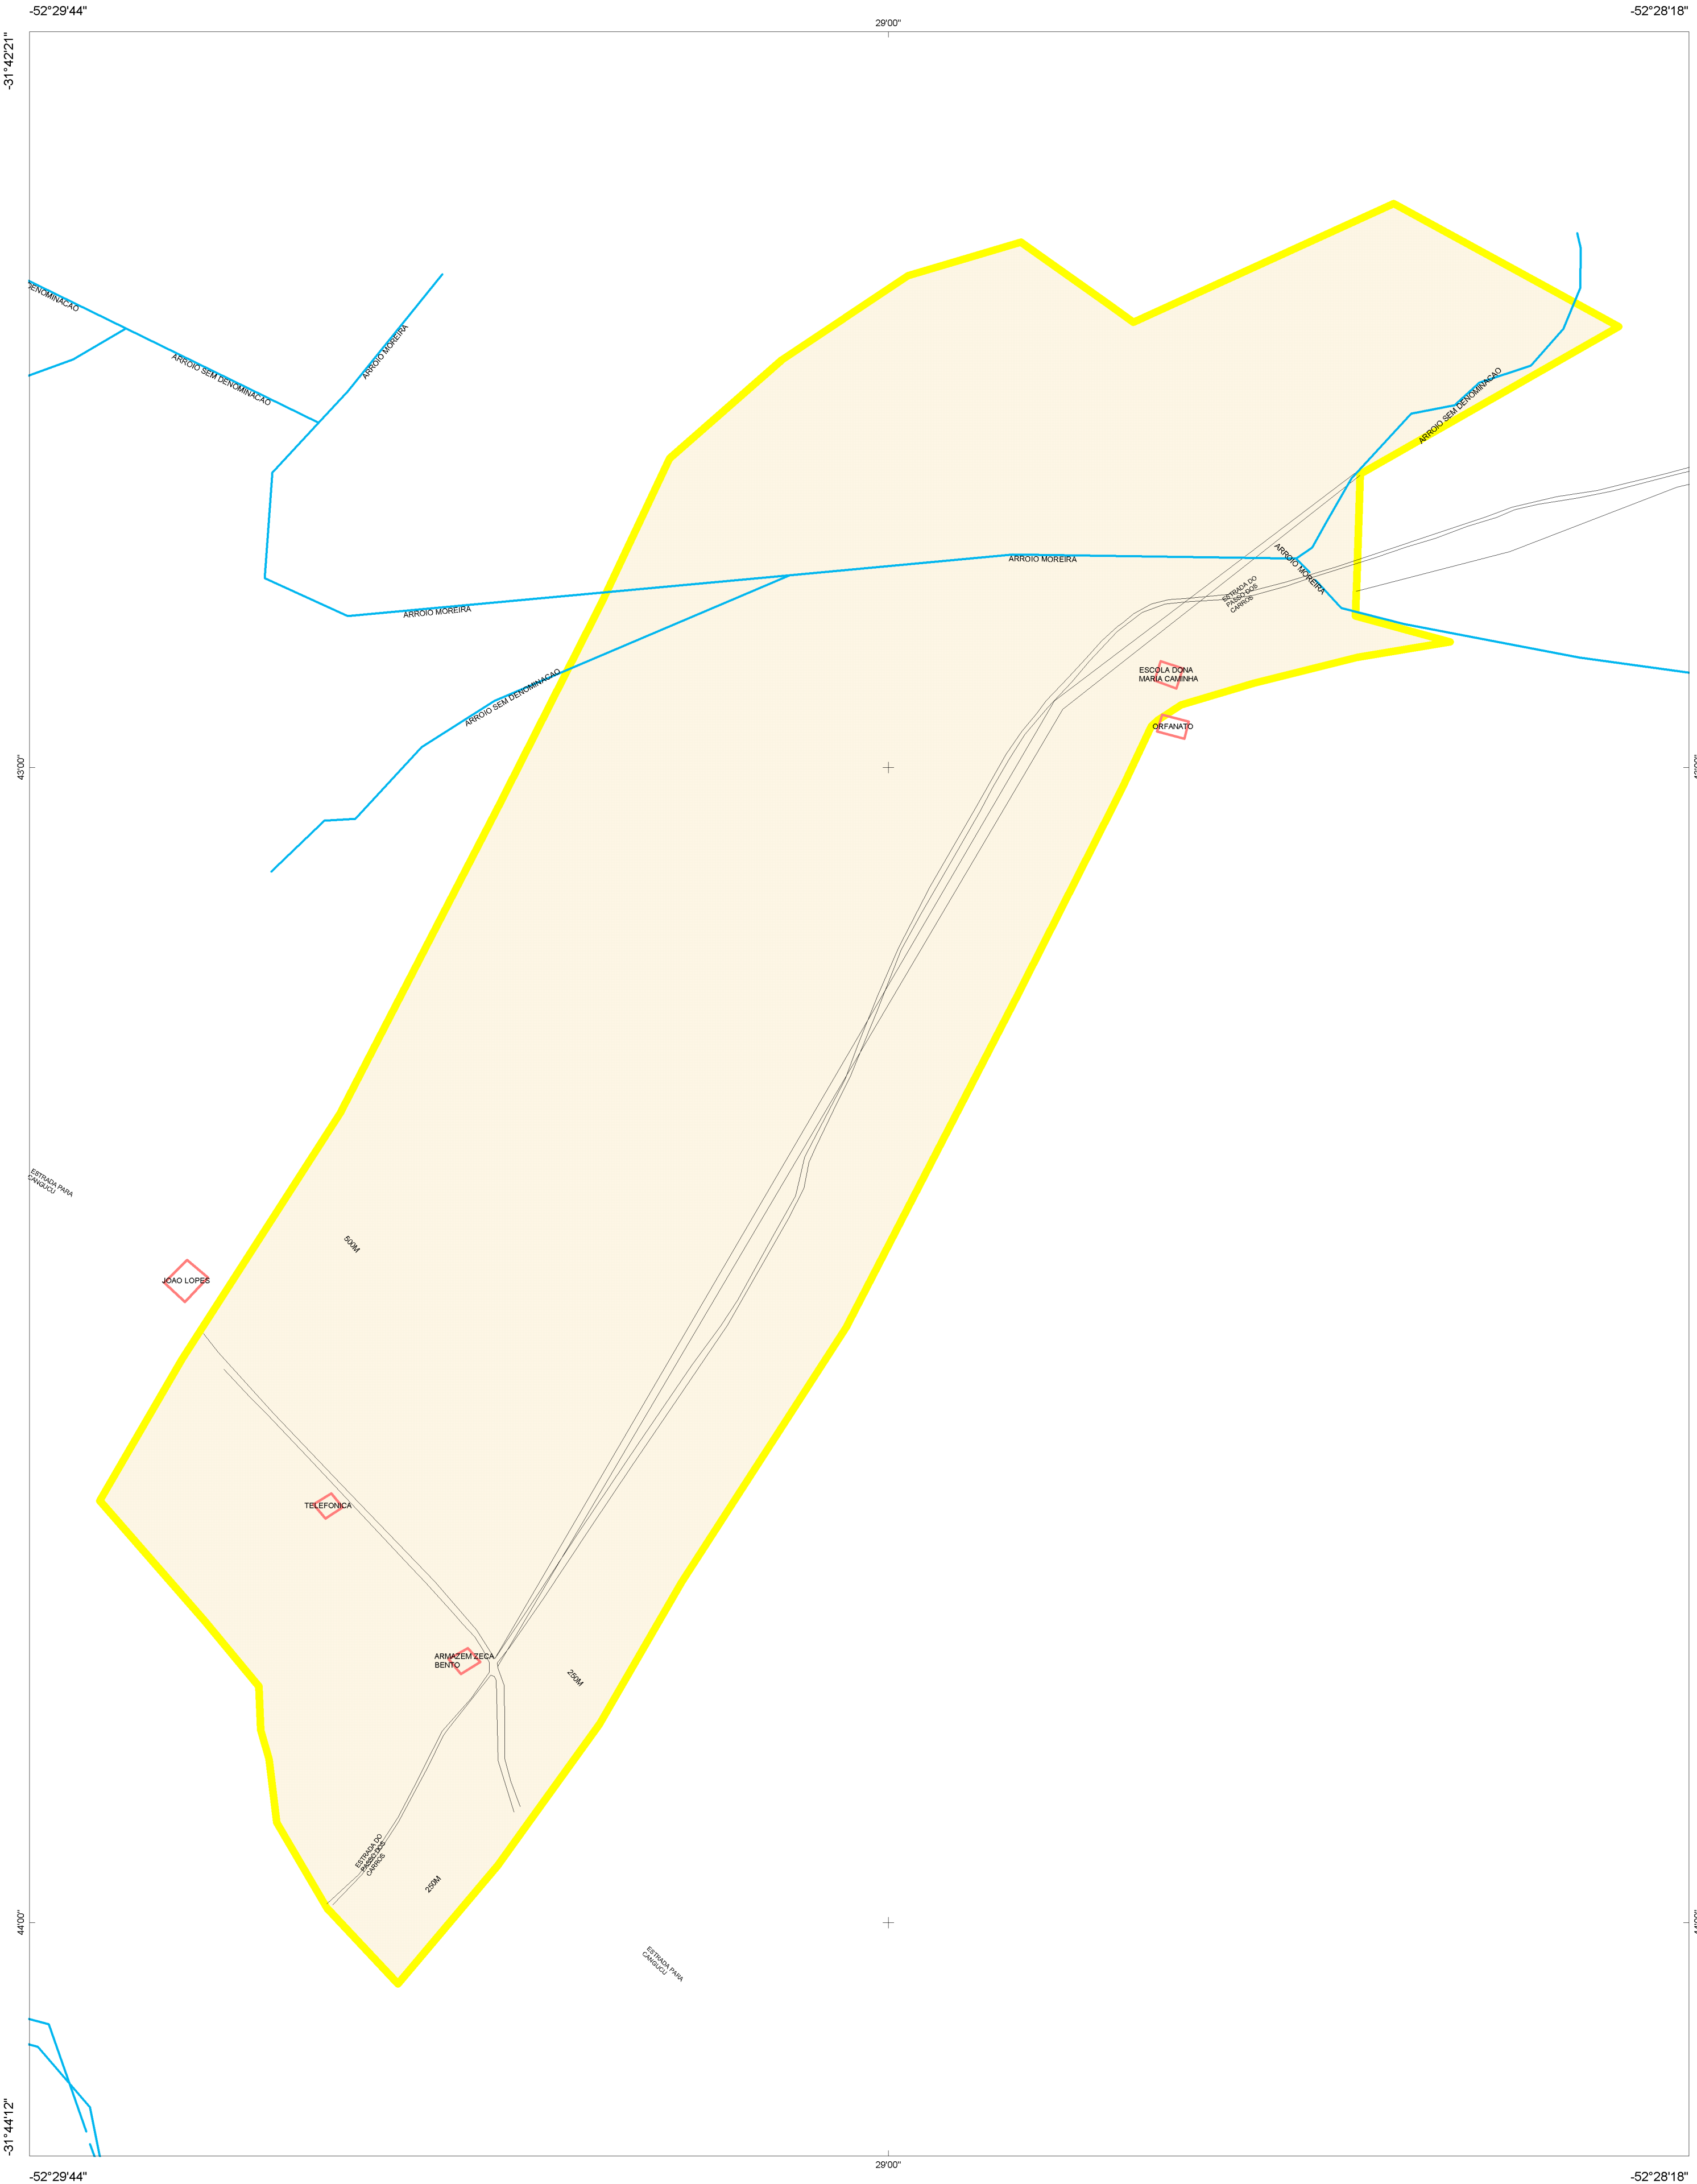 -52°29'44"
29'00"
-52°28'18"
-31°42'21"
DENOMINACAO
ARROIO SEM DENOMINACAO
ARROIO MOREIRA
ARROIO SEM DENOMINACAO
ARROIO MOREIRA
ARROIO MOREIRA
ARROIO MOREIRA
ESTRADA DO
PASSO DOS
CARROS
ARROIO SEM DENOMINACAO
ESCOLA DONA
MARIA CAMINHA
ORFANATO
43'00"
ESTRADA PARA
CANGUCU
500M
JOAO LOPES
TELEFONICA
ARMAZEM ZECA
BENTO
250M
ESTRADA DO
PASSO DOS
CARROS
250M
44'00"
ESTRADA PARA
CANGUCU
-31°44'12"
-52°29'44"
29'00"
-52°28'18"